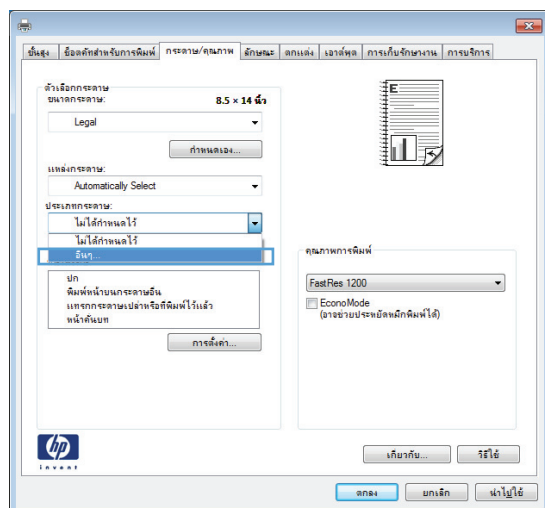 ขั้นสูง ช็อตคัทสำหรับการพิมพ์ กระดาษ/คุณภาพ ลักษณะ ตกแต่ง เอาต์พุต การเก็บรักษางาน การบริการ
ตัวเลือกกระดาษ
ขนาดกระดาษ: 8.5 × 14 นิ้ว
Legal
กำหนดเอง...
แหล่งกระดาษ:
Automatically Select
ประเภทกระดาษ:
ไม่ได้กำหนดไว้
ไม่ได้กำหนดไว้
อื่นๆ...
ปก
พิมพ์หน้าบนกระดาษอื่น
แทรกกระดาษเปล่าหรือที่พิมพ์ไว้แล้ว
หน้าคั่นบท
การตั้งค่า...
E
คุณภาพการพิมพ์
FastRes 1200
EconoMode
(อาจช่วยประหยัดหมึกพิมพ์ได้)
hp
invent
เกี่ยวกับ... วิธีใช้
ตกลง ยกเลิก นำไปใช้